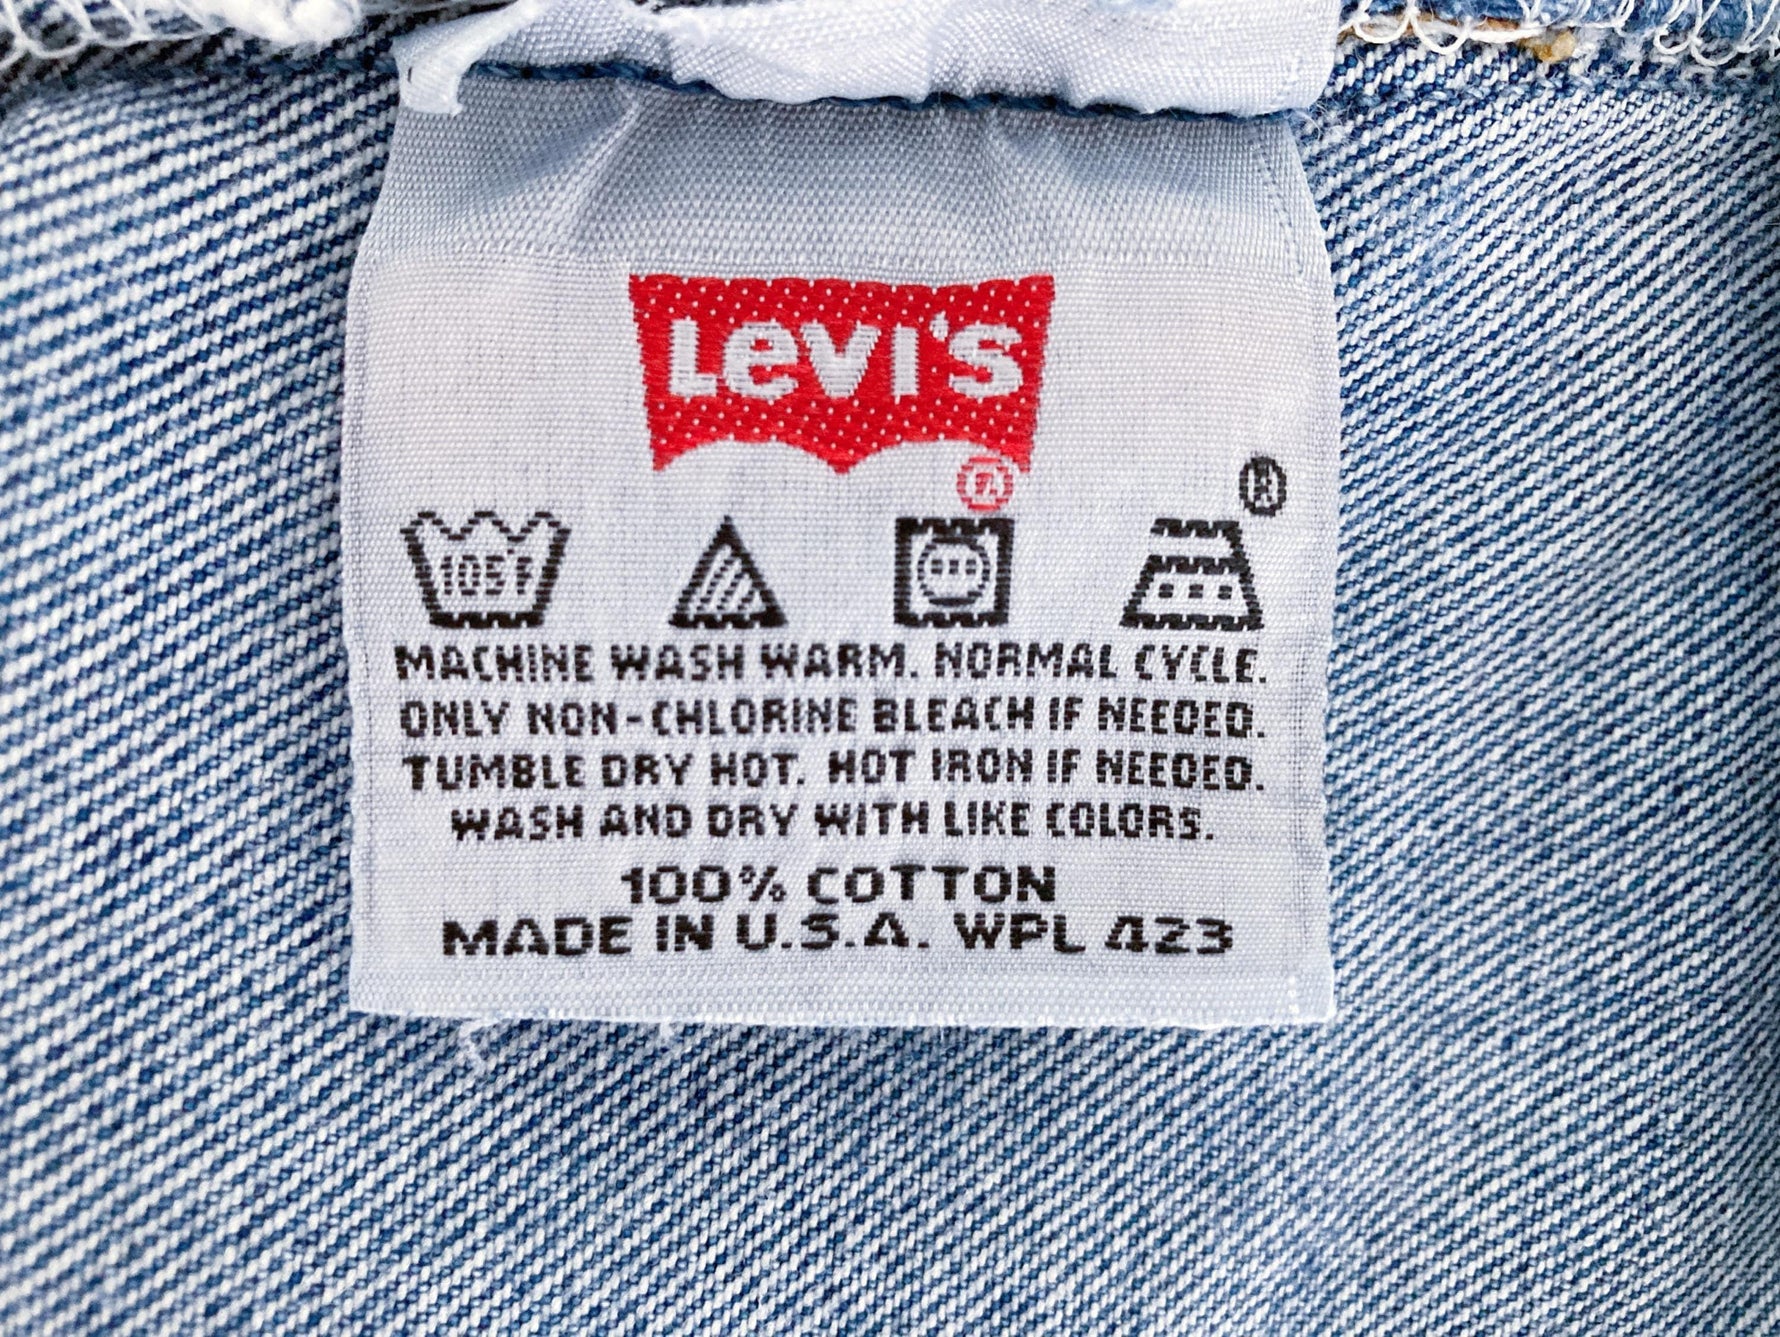 Levi's
®
®
105F
MACHINE WASH WARM. NORMAL CYCLE.
ONLY NON-CHLORINE BLEACH IF NEEDED.
TUMBLE DRY HOT. HOT IRON IF NEEDED.
WASH AND DRY WITH LIKE COLORS.
100% COTTON
MADE IN U.S.A. WPL 423